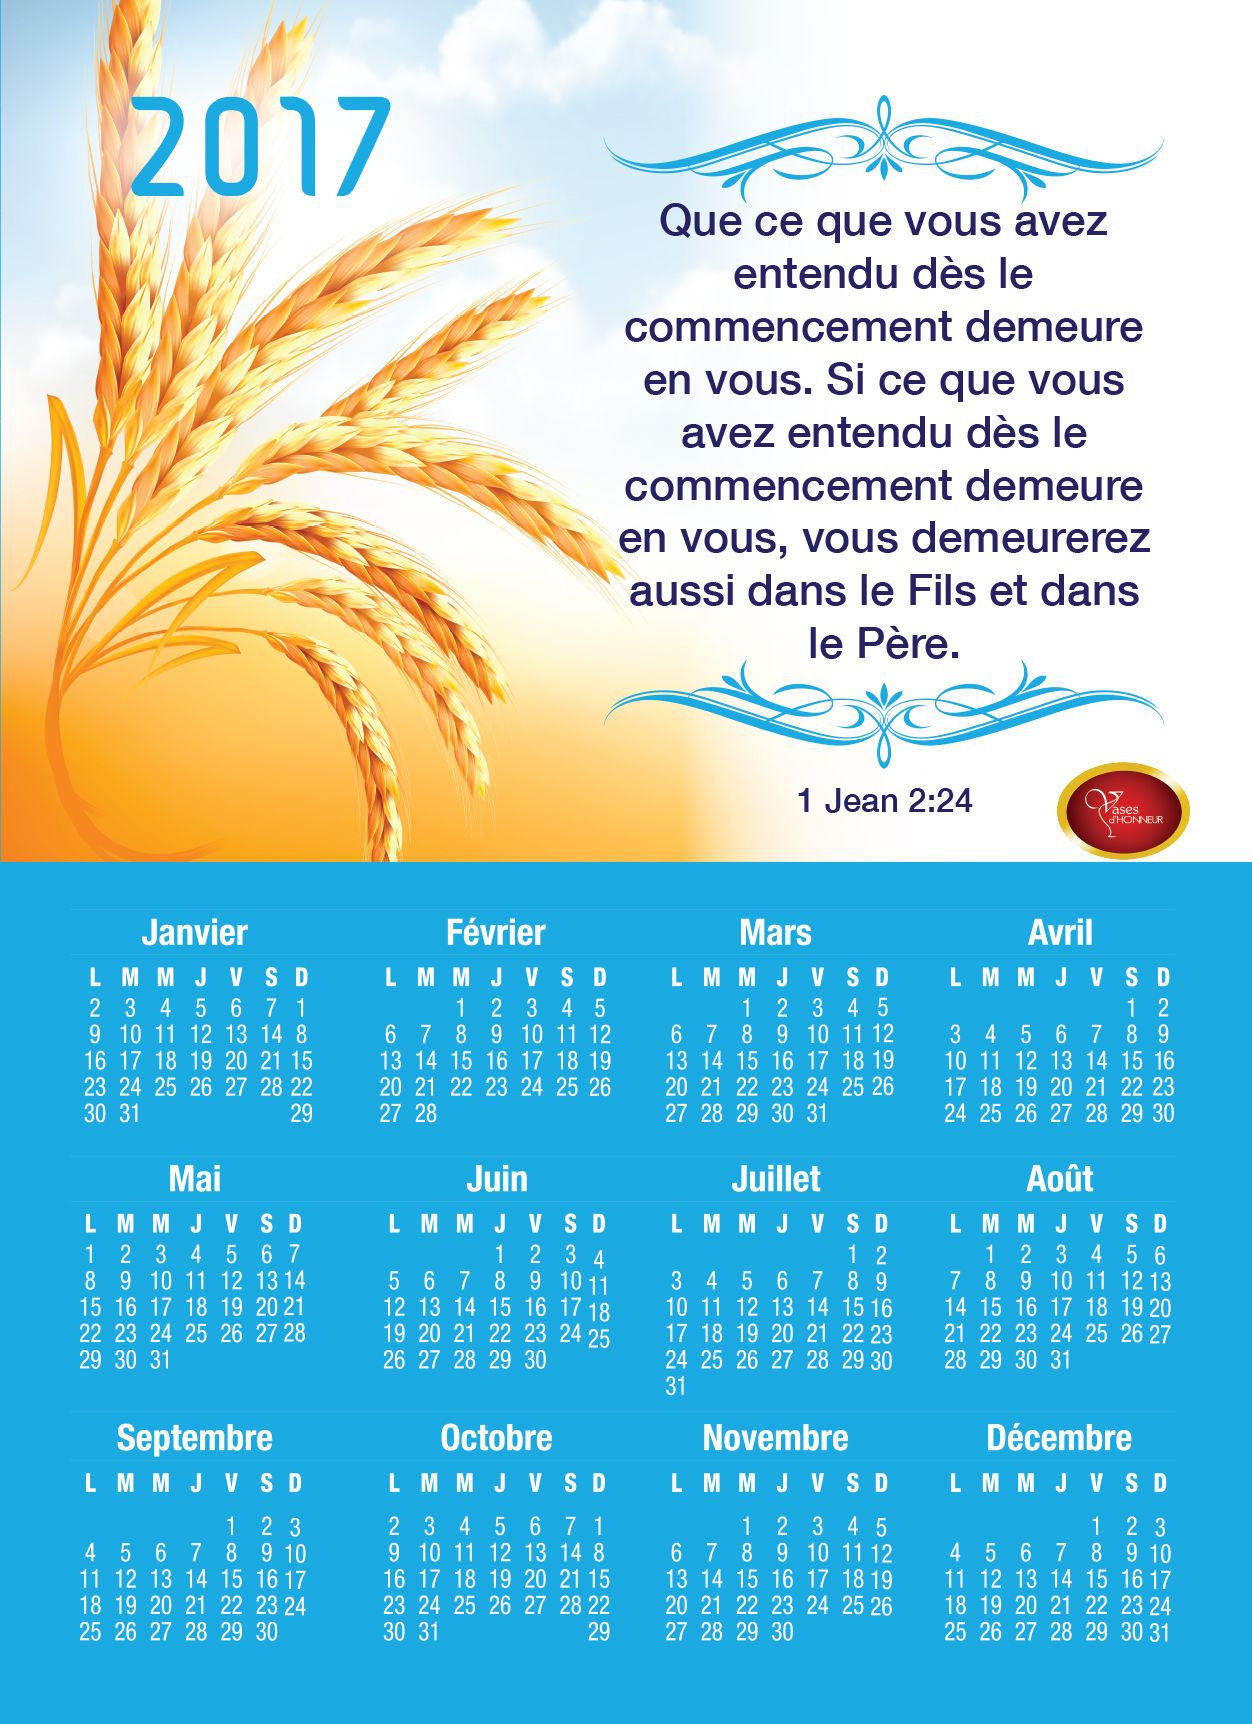 2017
Que ce que vous avez
entendu dès le
commencement demeure
en vous. Si ce que vous
avez entendu dès le
commencement demeure
en vous, vous demeurerez
aussi dans le Fils et dans
le Père.
1 Jean 2:24
Vases
d'HONNEUR
Janvier
L M M J V S D
2 3 4 5 6 7 1
9 10 11 12 13 14 8
16 17 18 19 20 21 15
23 24 25 26 27 28 22
30 31 29
Février
L M M J V S D
1 2 3 4 5
6 7 8 9 10 11 12
13 14 15 16 17 18 19
20 21 22 23 24 25 26
27 28
Mars
L M M J V S D
1 2 3 4 5
6 7 8 9 10 11 12
13 14 15 16 17 18 19
20 21 22 23 24 25 26
27 28 29 30 31
Avril
L M M J V S D
1 2
3 4 5 6 7 8 9
10 11 12 13 14 15 16
17 18 19 20 21 22 23
24 25 26 27 28 29 30
Mai
L M M J V S D
1 2 3 4 5 6 7
8 9 10 11 12 13 14
15 16 17 18 19 20 21
22 23 24 25 26 27 28
29 30 31
Juin
L M M J V S D
1 2 3 4
5 6 7 8 9 10 11
12 13 14 15 16 17 18
19 20 21 22 23 24 25
26 27 28 29 30
Juillet
L M M J V S D
1 2
3 4 5 6 7 8 9
10 11 12 13 14 15 16
17 18 19 20 21 22 23
24 25 26 27 28 29 30
31
Août
L M M J V S D
1 2 3 4 5 6
7 8 9 10 11 12 13
14 15 16 17 18 19 20
21 22 23 24 25 26 27
28 29 30 31
Septembre
L M M J V S D
1 2 3
4 5 6 7 8 9 10
11 12 13 14 15 16 17
18 19 20 21 22 23 24
25 26 27 28 29 30
Octobre
L M M J V S D
2 3 4 5 6 7 1
9 10 11 12 13 14 8
16 17 18 19 20 21 15
23 24 25 26 27 28 22
30 31 29
Novembre
L M M J V S D
1 2 3 4 5
6 7 8 9 10 11 12
13 14 15 16 17 18 19
20 21 22 23 24 25 26
27 28 29 30
Décembre
L M M J V S D
1 2 3
4 5 6 7 8 9 10
11 12 13 14 15 16 17
18 19 20 21 22 23 24
25 26 27 28 29 30 31